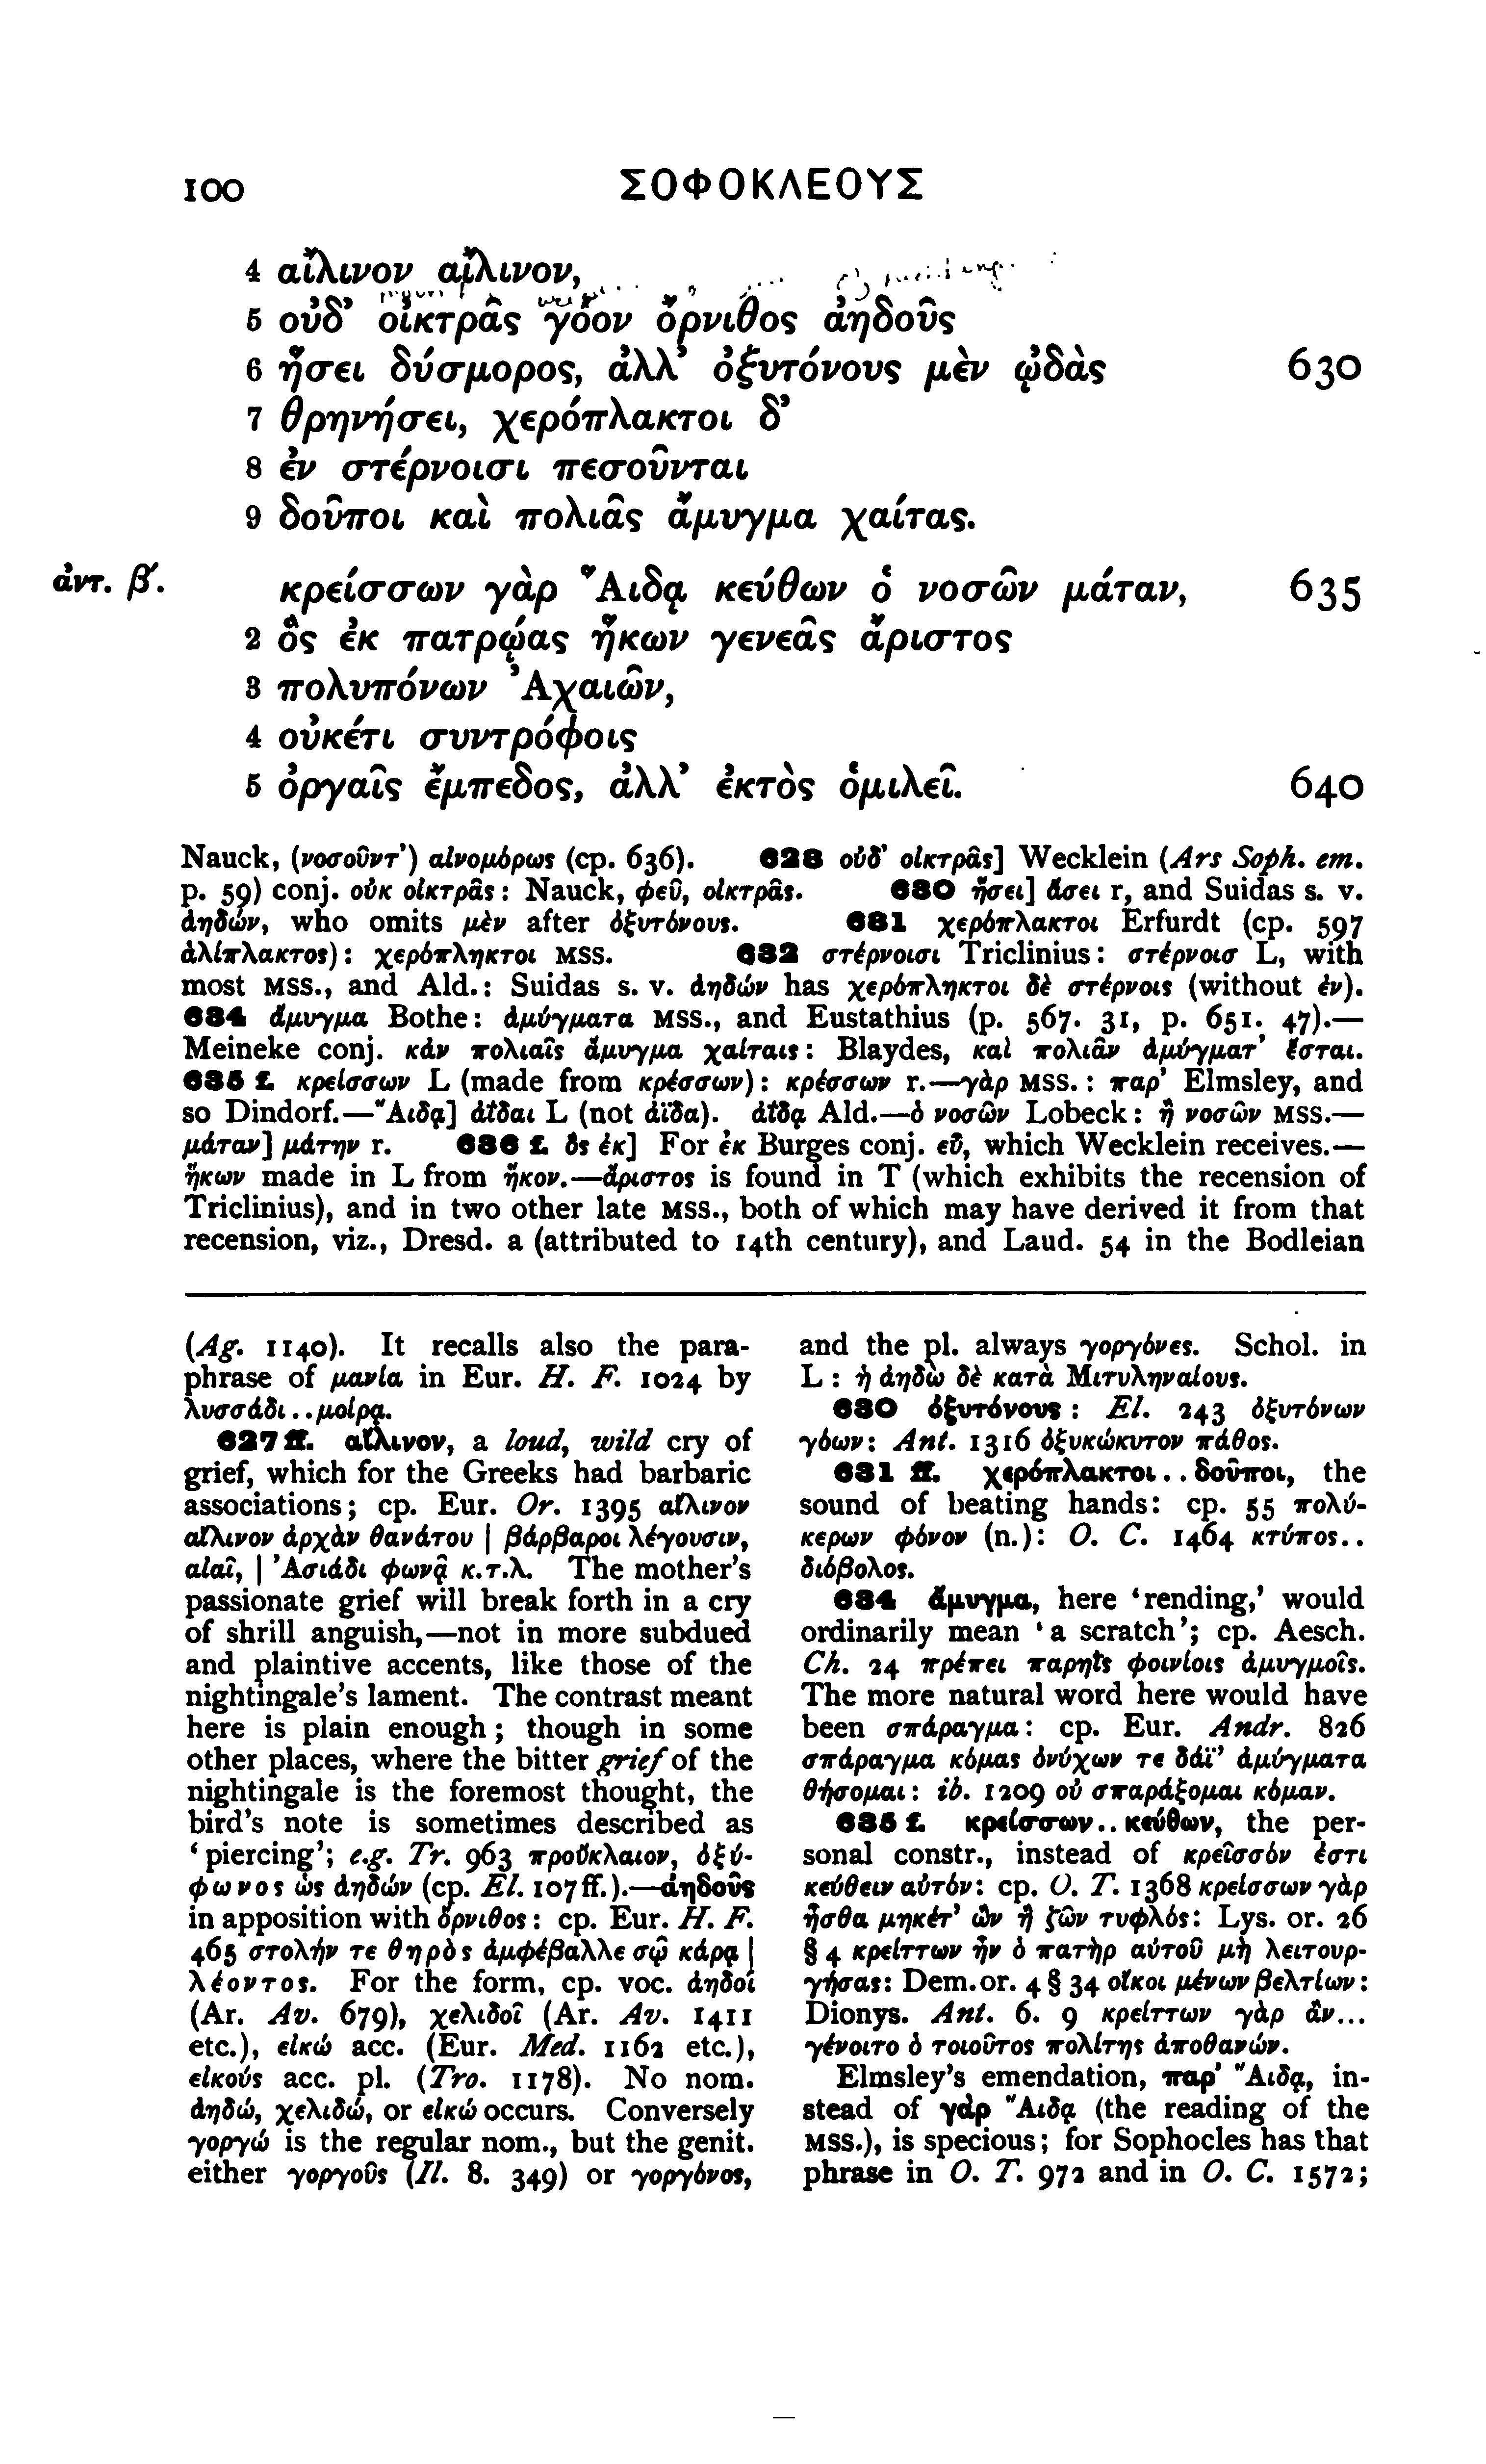 100
ΣΟΦΟΚΛΕΟΥΣ
4 αἴλινον αἴλινον,
5 οὐδ’ οἰκτρᾶς γόον ὄρνιθος ἀηδοῦς
6 ἥσει δύσμορος, ἀλλ’ ὀξυτόνους μὲν ᾠδὰς 630
7 θρηνήσει, χερόπλακτοι δ’
8 ἐν στέρνοισι πεσοῦνται
9 δοῦποι καὶ πολιᾶς ἄμυγμα χαίτας.
ἀντ. β΄. κρείσσων γὰρ Ἅιδᾳ κεύθων ὁ νοσῶν μάταν, 635
2 ὃς ἐκ πατρῴας ἥκων γενεᾶς ἄριστος
3 πολυπόνων Ἀχαιῶν,
4 οὐκέτι συντρόφοις
5 ὀργαῖς ἔμπεδος, ἀλλ’ ἐκτὸς ὁμιλεῖ. 640
Nauck, (νοσοῦντ’) αἰνομόρως (cp. 636). 628 οὐδ’ οἰκτρᾶς] Wecklein (Ars Soph. em.
p. 59) conj. οὐκ οἰκτρᾶς: Nauck, φεῦ, οἰκτρᾶς. 630 ἥσει] ᾄσει r, and Suidas s. v.
ἀηδών, who omits μὲν after ὀξυτόνους. 631 χερόπλακτοι Erfurdt (cp. 597
ἁλίπλακτος): χερόπληκτοι MSS. 632 στέρνοισι Triclinius: στέρνοισ L, with
most MSS., and Ald.: Suidas s. v. ἀηδών has χερόπληκτοι δὲ στέρνοις (without ἐν).
634 ἄμυγμα Bothe: ἀμύγματα MSS., and Eustathius (p. 567. 31, p. 651. 47).—
Meineke conj. κἀν πολιαῖς ἄμυγμα χαίταις: Blaydes, καὶ πολιᾶν ἀμύγματ’ ἔσται.
635 f. κρείσσων L (made from κρέσσων): κρέσσων r.—γὰρ MSS.: παρ’ Elmsley, and
so Dindorf.—Ἅιδᾳ] ἀΐδαι L (not ἀΐδα). ἀΐδᾳ Ald.—ὁ νοσῶν Lobeck: ἢ νοσῶν MSS.—
μάταν] μάτην r. 636 f. ὃς ἐκ] For ἐκ Burges conj. εὖ, which Wecklein receives.—
ἥκων made in L from ἧκον.—ἄριστος is found in T (which exhibits the recension of
Triclinius), and in two other late MSS., both of which may have derived it from that
recension, viz., Dresd. a (attributed to 14th century), and Laud. 54 in the Bodleian
(Ag. 1140). It recalls also the para-
phrase of μανία in Eur. H. F. 1024 by
λυσσάδι..μοίρᾳ.
627 ff. αἴλινον, a loud, wild cry of
grief, which for the Greeks had barbaric
associations; cp. Eur. Or. 1395 αἴλινον
αἴλινον ἀρχὰν θανάτου | βάρβαροι λέγουσιν,
αἰαῖ, | Ἀσιάδι φωνᾷ κ.τ.λ. The mother’s
passionate grief will break forth in a cry
of shrill anguish,—not in more subdued
and plaintive accents, like those of the
nightingale’s lament. The contrast meant
here is plain enough; though in some
other places, where the bitter grief of the
nightingale is the foremost thought, the
bird’s note is sometimes described as
‘piercing’; e.g. Tr. 963 προὔκλαιον, ὀξύ-
φωνος ὡς ἀηδών (cp. El. 107 ff.).—ἀηδοῦς
in apposition with ὄρνιθος: cp. Eur. H. F.
465 στολήν τε θηρὸς ἀμφέβαλλε σῷ κάρᾳ |
λέοντος. For the form, cp. voc. ἀηδοῖ
(Ar. Av. 679), χελιδοῖ (Ar. Av. 1411
etc.), εἰκώ acc. (Eur. Med. 1162 etc.),
εἰκούς acc. pl. (Tro. 1178). No nom.
ἀηδώ, χελιδώ, or εἰκώ occurs. Conversely
γοργώ is the regular nom., but the genit.
either γοργοῦς (Il. 8. 349) or γοργόνος,
and the pl. always γοργόνες. Schol. in
L: ἡ ἀηδὼ δὲ κατὰ Μιτυληναίους.
630 ὀξυτόνους: El. 243 ὀξυτόνων
γόων: Ant. 1316 ὀξυκώκυτον πάθος.
631 ff. χερόπλακτοι..δοῦποι, the
sound of beating hands: cp. 55 πολύ-
κερων φόνον (n.): O. C. 1464 κτύπος..
διόβολος.
634 ἄμυγμα, here ‘rending,’ would
ordinarily mean ‘a scratch’; cp. Aesch.
Ch. 24 πρέπει παρηῒς φοινίοις ἀμυγμοῖς.
The more natural word here would have
been σπάραγμα: cp. Eur. Andr. 826
σπάραγμα κόμας ὀνύχων τε δάϊ’ ἀμύγματα
θήσομαι: ib. 1209 οὐ σπαράξομαι κόμαν.
635 f. κρείσσων..κεύθων, the per-
sonal constr., instead of κρεῖσσόν ἐστι
κεύθειν αὐτόν: cp. O. T. 1368 κρείσσων γὰρ
ἦσθα μηκέτ’ ὢν ἢ ζῶν τυφλός: Lys. or. 26
§ 4 κρείττων ἦν ὁ πατὴρ αὐτοῦ μὴ λειτουρ-
γήσας: Dem. or. 4 § 34 οἴκοι μένων βελτίων:
Dionys. Ant. 6. 9 κρείττων γὰρ ἂν...
γένοιτο ὁ τοιοῦτος πολίτης ἀποθανών.
Elmsley’s emendation, παρ’ Ἅιδᾳ, in-
stead of γὰρ Ἅιδᾳ (the reading of the
MSS.), is specious; for Sophocles has that
phrase in O. T. 972 and in O. C. 1572;